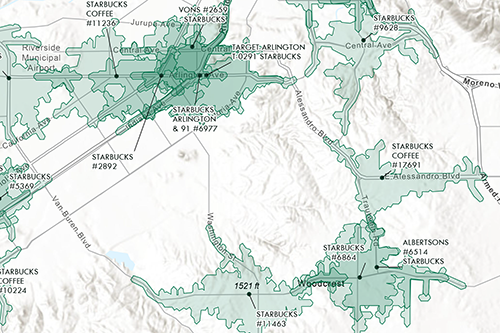 VONS #2659
STARBUCKS
STARBUCKS
COFFEE
#11236
Jurupa Ave
STARBUCKS
#9628
Riverside
Municipal
Airport
Central Ave
Central Ave
Central Ave
TARGET ARLINGTON
T-0291 STARBUCKS
Arlington Ave
Moreno
STARBUCKS
ARLINGTON
& 91 #6977
Alessandro Blvd
California Ave
STARBUCKS
#2892
STARBUCKS
COFFEE
#17691
STARBUCKS
#5369
E Alessandro Blvd
Van Buren Blvd
Washington St
STARBUCKS
#6864
ALBERTSONS
#6514
STARBUCKS
STARBUCKS
COFFEE
#10224
1521 ft
Woodcrest
STARBUCKS
#11463